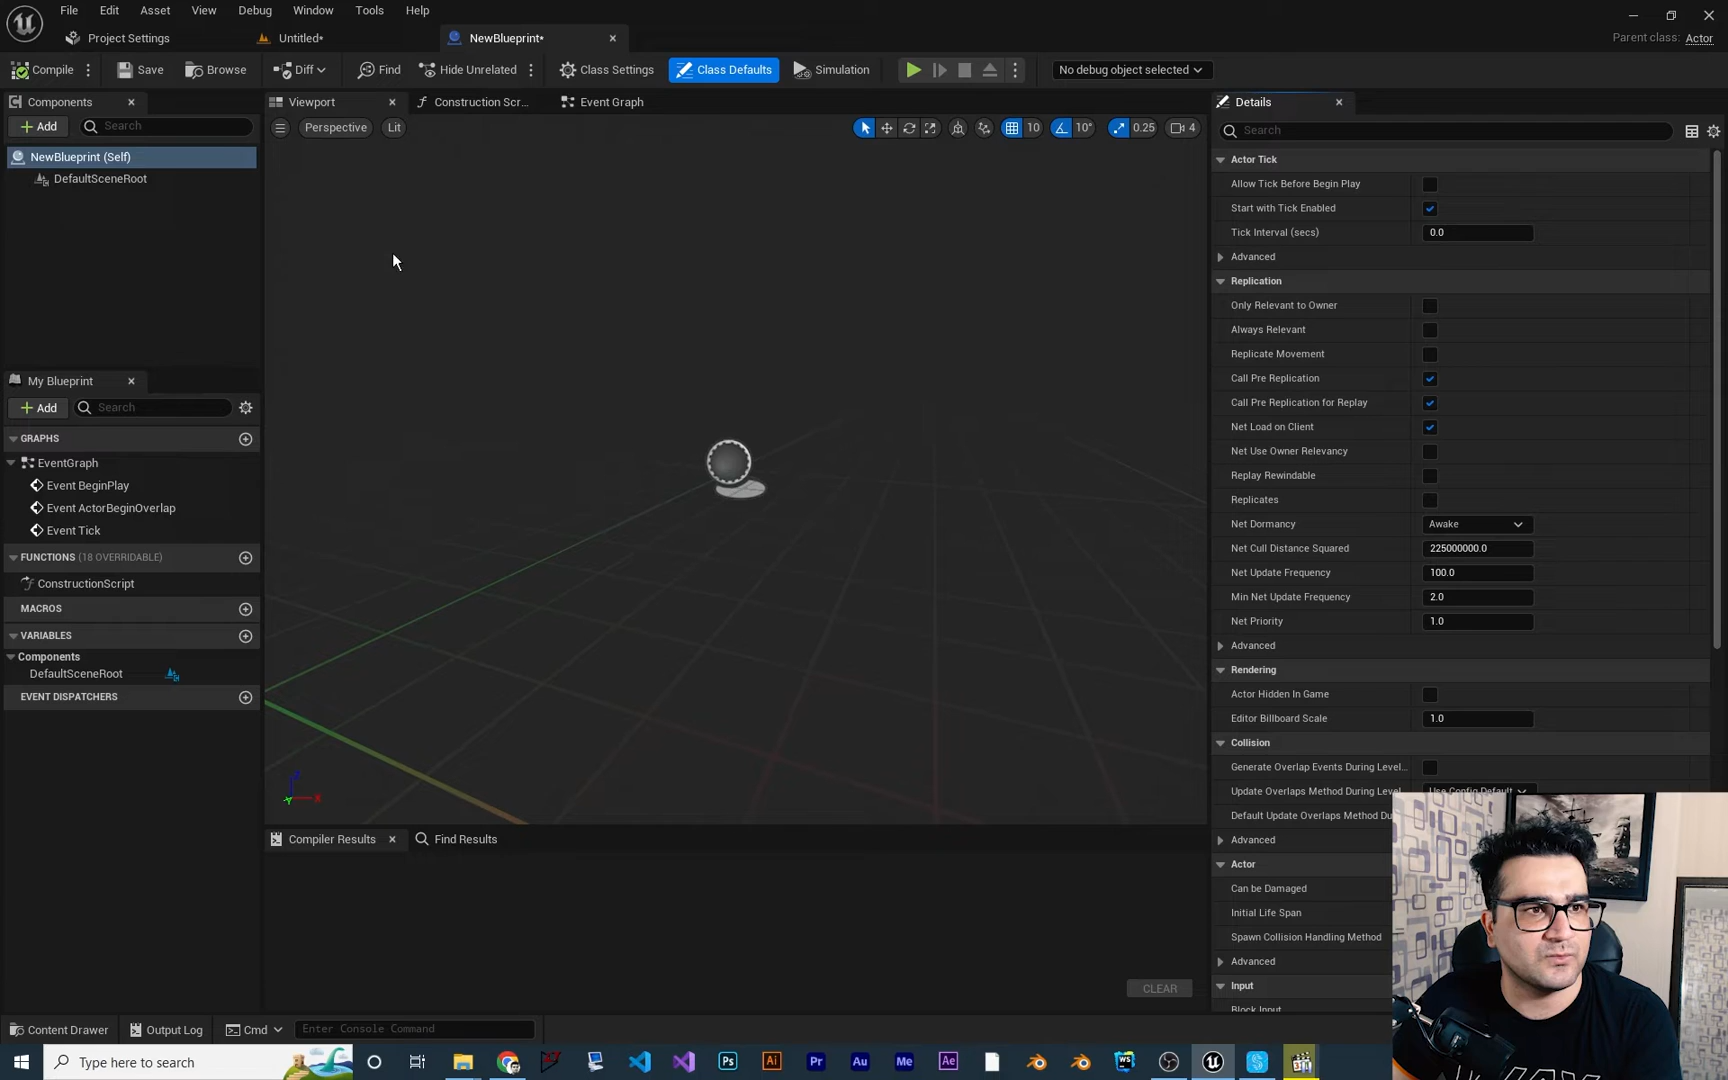 File Edit Asset View Debug Window Tools Help
Project Settings Untitled* NewBlueprint* Parent class: Actor
Compile Save Browse Diff Find Hide Unrelated Class Settings Class Defaults Simulation No debug object selected
Components
Add Search
NewBlueprint (Self)
DefaultSceneRoot
My Blueprint
Add Search
GRAPHS
EventGraph
Event BeginPlay
Event ActorBeginOverlap
Event Tick
FUNCTIONS (18 OVERRIDABLE)
ConstructionScript
MACROS
VARIABLES
Components
DefaultSceneRoot
EVENT DISPATCHERS
Viewport Construction Scr... Event Graph
Perspective Lit 10 10° 0.25 4
Z
Y X
Compiler Results Find Results
CLEAR
Details
Search
Actor Tick
Allow Tick Before Begin Play
Start with Tick Enabled
Tick Interval (secs) 0.0
Advanced
Replication
Only Relevant to Owner
Always Relevant
Replicate Movement
Call Pre Replication
Call Pre Replication for Replay
Net Load on Client
Net Use Owner Relevancy
Replay Rewindable
Replicates
Net Dormancy Awake
Net Cull Distance Squared 225000000.0
Net Update Frequency 100.0
Min Net Update Frequency 2.0
Net Priority 1.0
Advanced
Rendering
Actor Hidden In Game
Editor Billboard Scale 1.0
Collision
Generate Overlap Events During Level...
Update Overlaps Method During Level Use Config Default
Default Update Overlaps Method Du
Advanced
Actor
Can be Damaged
Initial Life Span
Spawn Collision Handling Method
Advanced
Input
Block Input
Content Drawer Output Log Cmd Enter Console Command
Type here to search Ps Ai Pr Au Me Ae WS